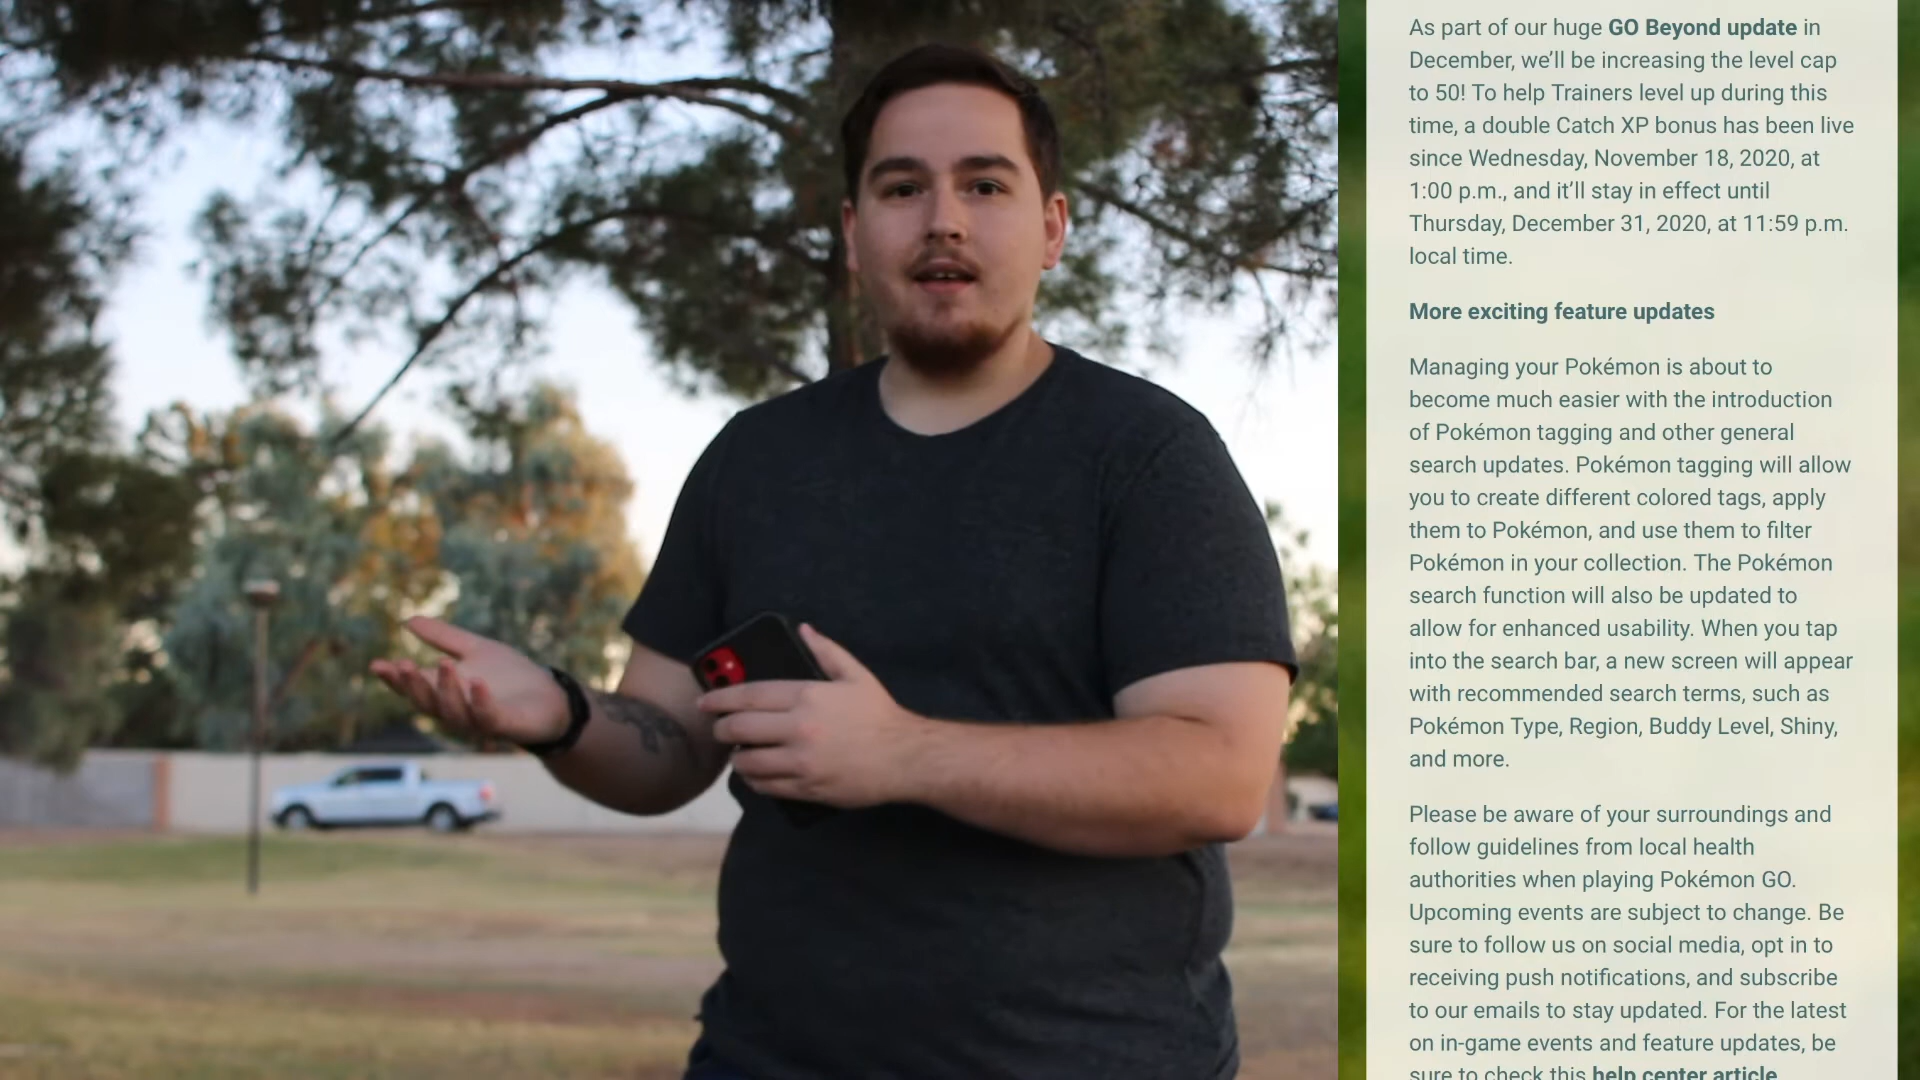 As part of our huge GO Beyond update in
December, we’ll be increasing the level cap
to 50! To help Trainers level up during this
time, a double Catch XP bonus has been live
since Wednesday, November 18, 2020, at
1:00 p.m., and it’ll stay in effect until
Thursday, December 31, 2020, at 11:59 p.m.
local time.
More exciting feature updates
Managing your Pokémon is about to
become much easier with the introduction
of Pokémon tagging and other general
search updates. Pokémon tagging will allow
you to create different colored tags, apply
them to Pokémon, and use them to filter
Pokémon in your collection. The Pokémon
search function will also be updated to
allow for enhanced usability. When you tap
into the search bar, a new screen will appear
with recommended search terms, such as
Pokémon Type, Region, Buddy Level, Shiny,
and more.
Please be aware of your surroundings and
follow guidelines from local health
authorities when playing Pokémon GO.
Upcoming events are subject to change. Be
sure to follow us on social media, opt in to
receiving push notifications, and subscribe
to our emails to stay updated. For the latest
on in-game events and feature updates, be
sure to check this help center article